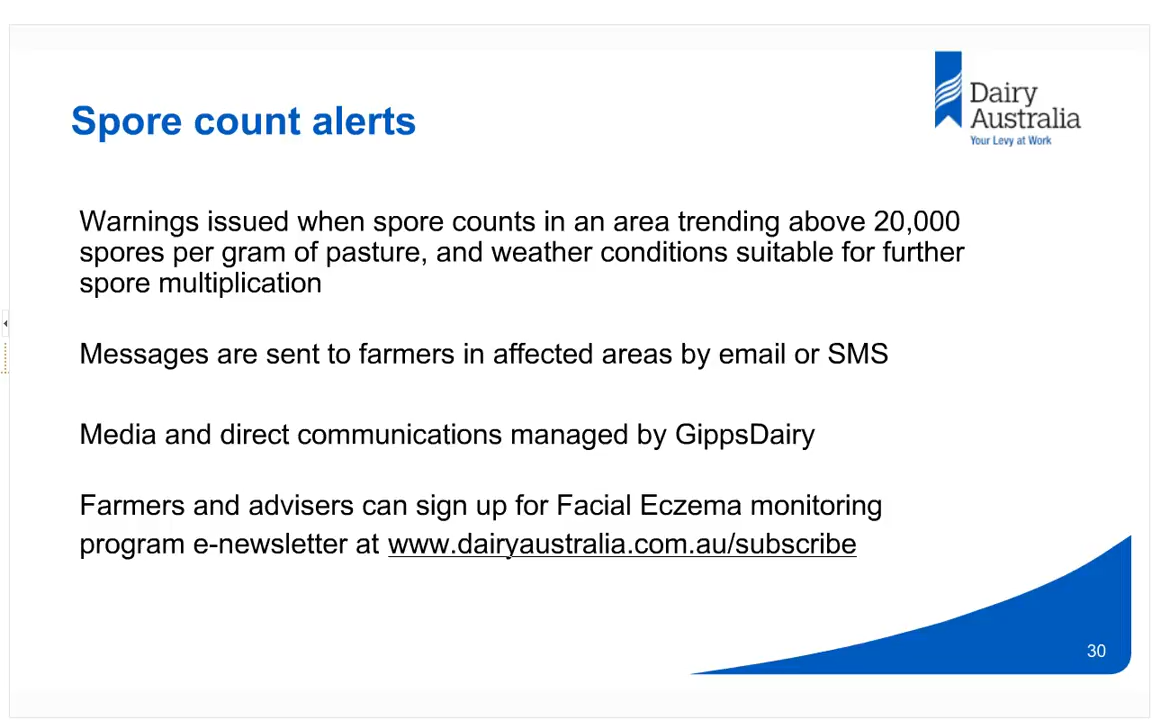 Dairy
Australia
Your Levy at Work
Spore count alerts
Warnings issued when spore counts in an area trending above 20,000
spores per gram of pasture, and weather conditions suitable for further
spore multiplication
Messages are sent to farmers in affected areas by email or SMS
Media and direct communications managed by GippsDairy
Farmers and advisers can sign up for Facial Eczema monitoring
program e-newsletter at www.dairyaustralia.com.au/subscribe
30